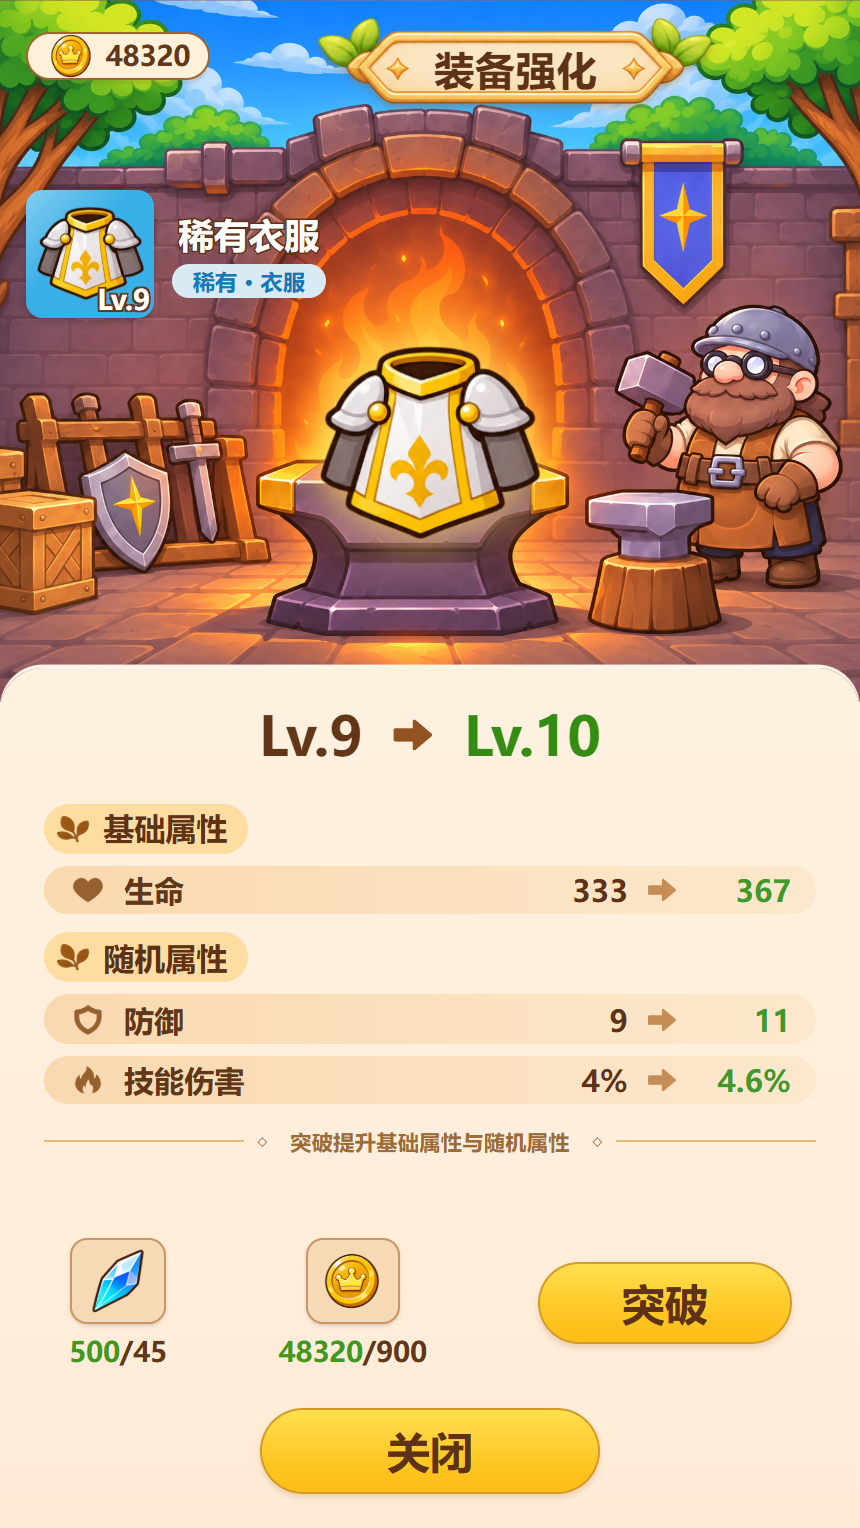 48320
装备强化
稀有衣服
稀有·衣服
Lv.9
Lv.9 Lv.10
基础属性
生命 333 367
随机属性
防御 9 11
技能伤害 4% 4.6%
突破提升基础属性与随机属性
500/45 48320/900
突破
关闭